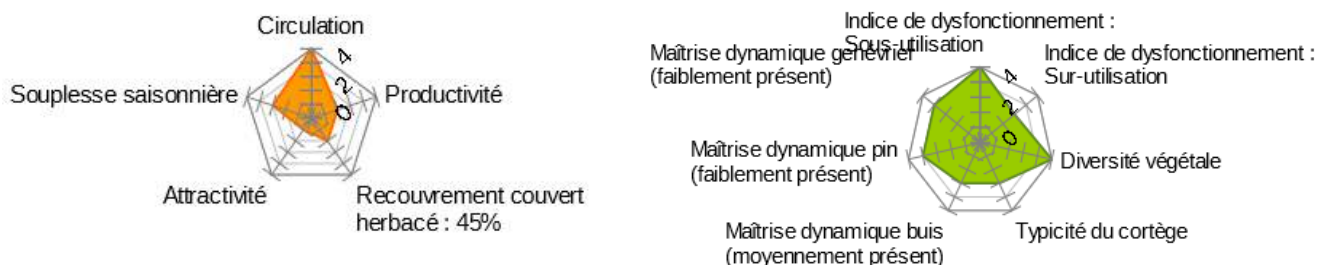 Circulation
Souplesse saisonnière
Productivité
Attractivité
Recouvrement couvert
herbacé : 45%
4
2
0
Indice de dysfonctionnement :
Sous-utilisation
Maîtrise dynamique genévrier
(faiblement présent)
Indice de dysfonctionnement :
Sur-utilisation
Maîtrise dynamique pin
(faiblement présent)
Diversité végétale
Maîtrise dynamique buis
(moyennement présent)
Typicité du cortège
4
2
0